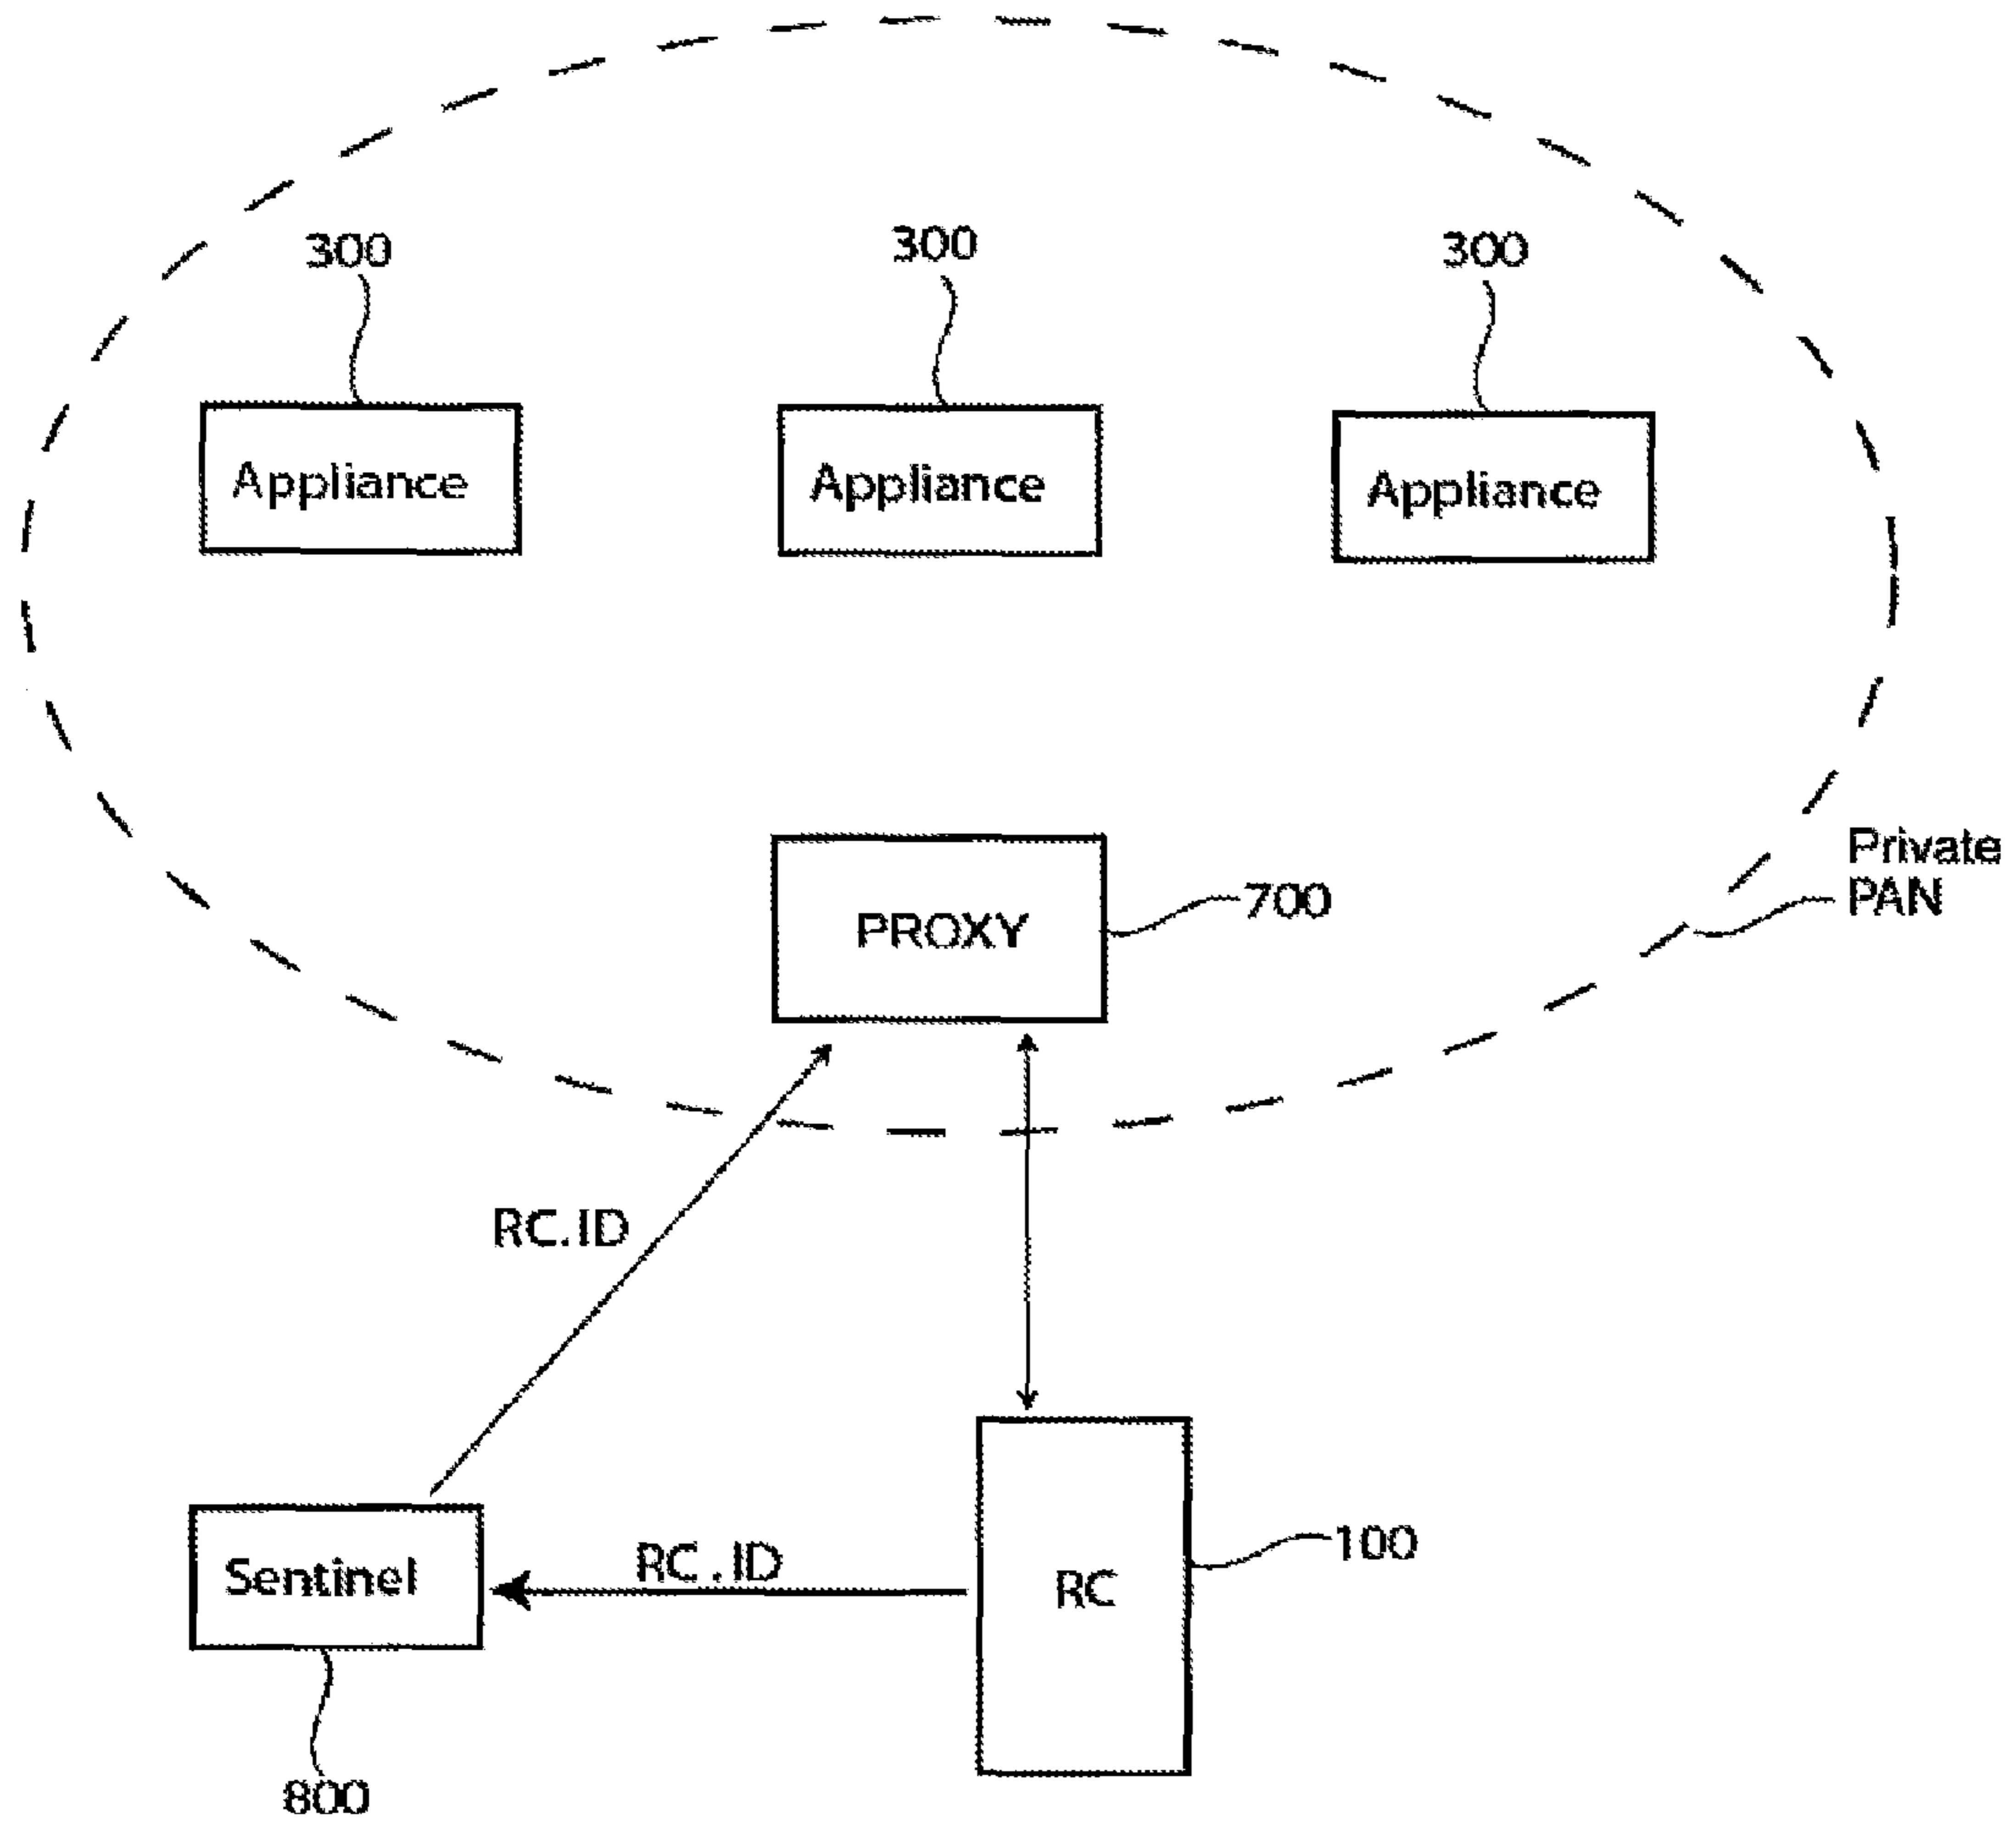 300
300
300
Appliance
Appliance
Appliance
PROXY
700
Private
PAN
RC.ID
Sentinel
RC.ID
RC
100
800